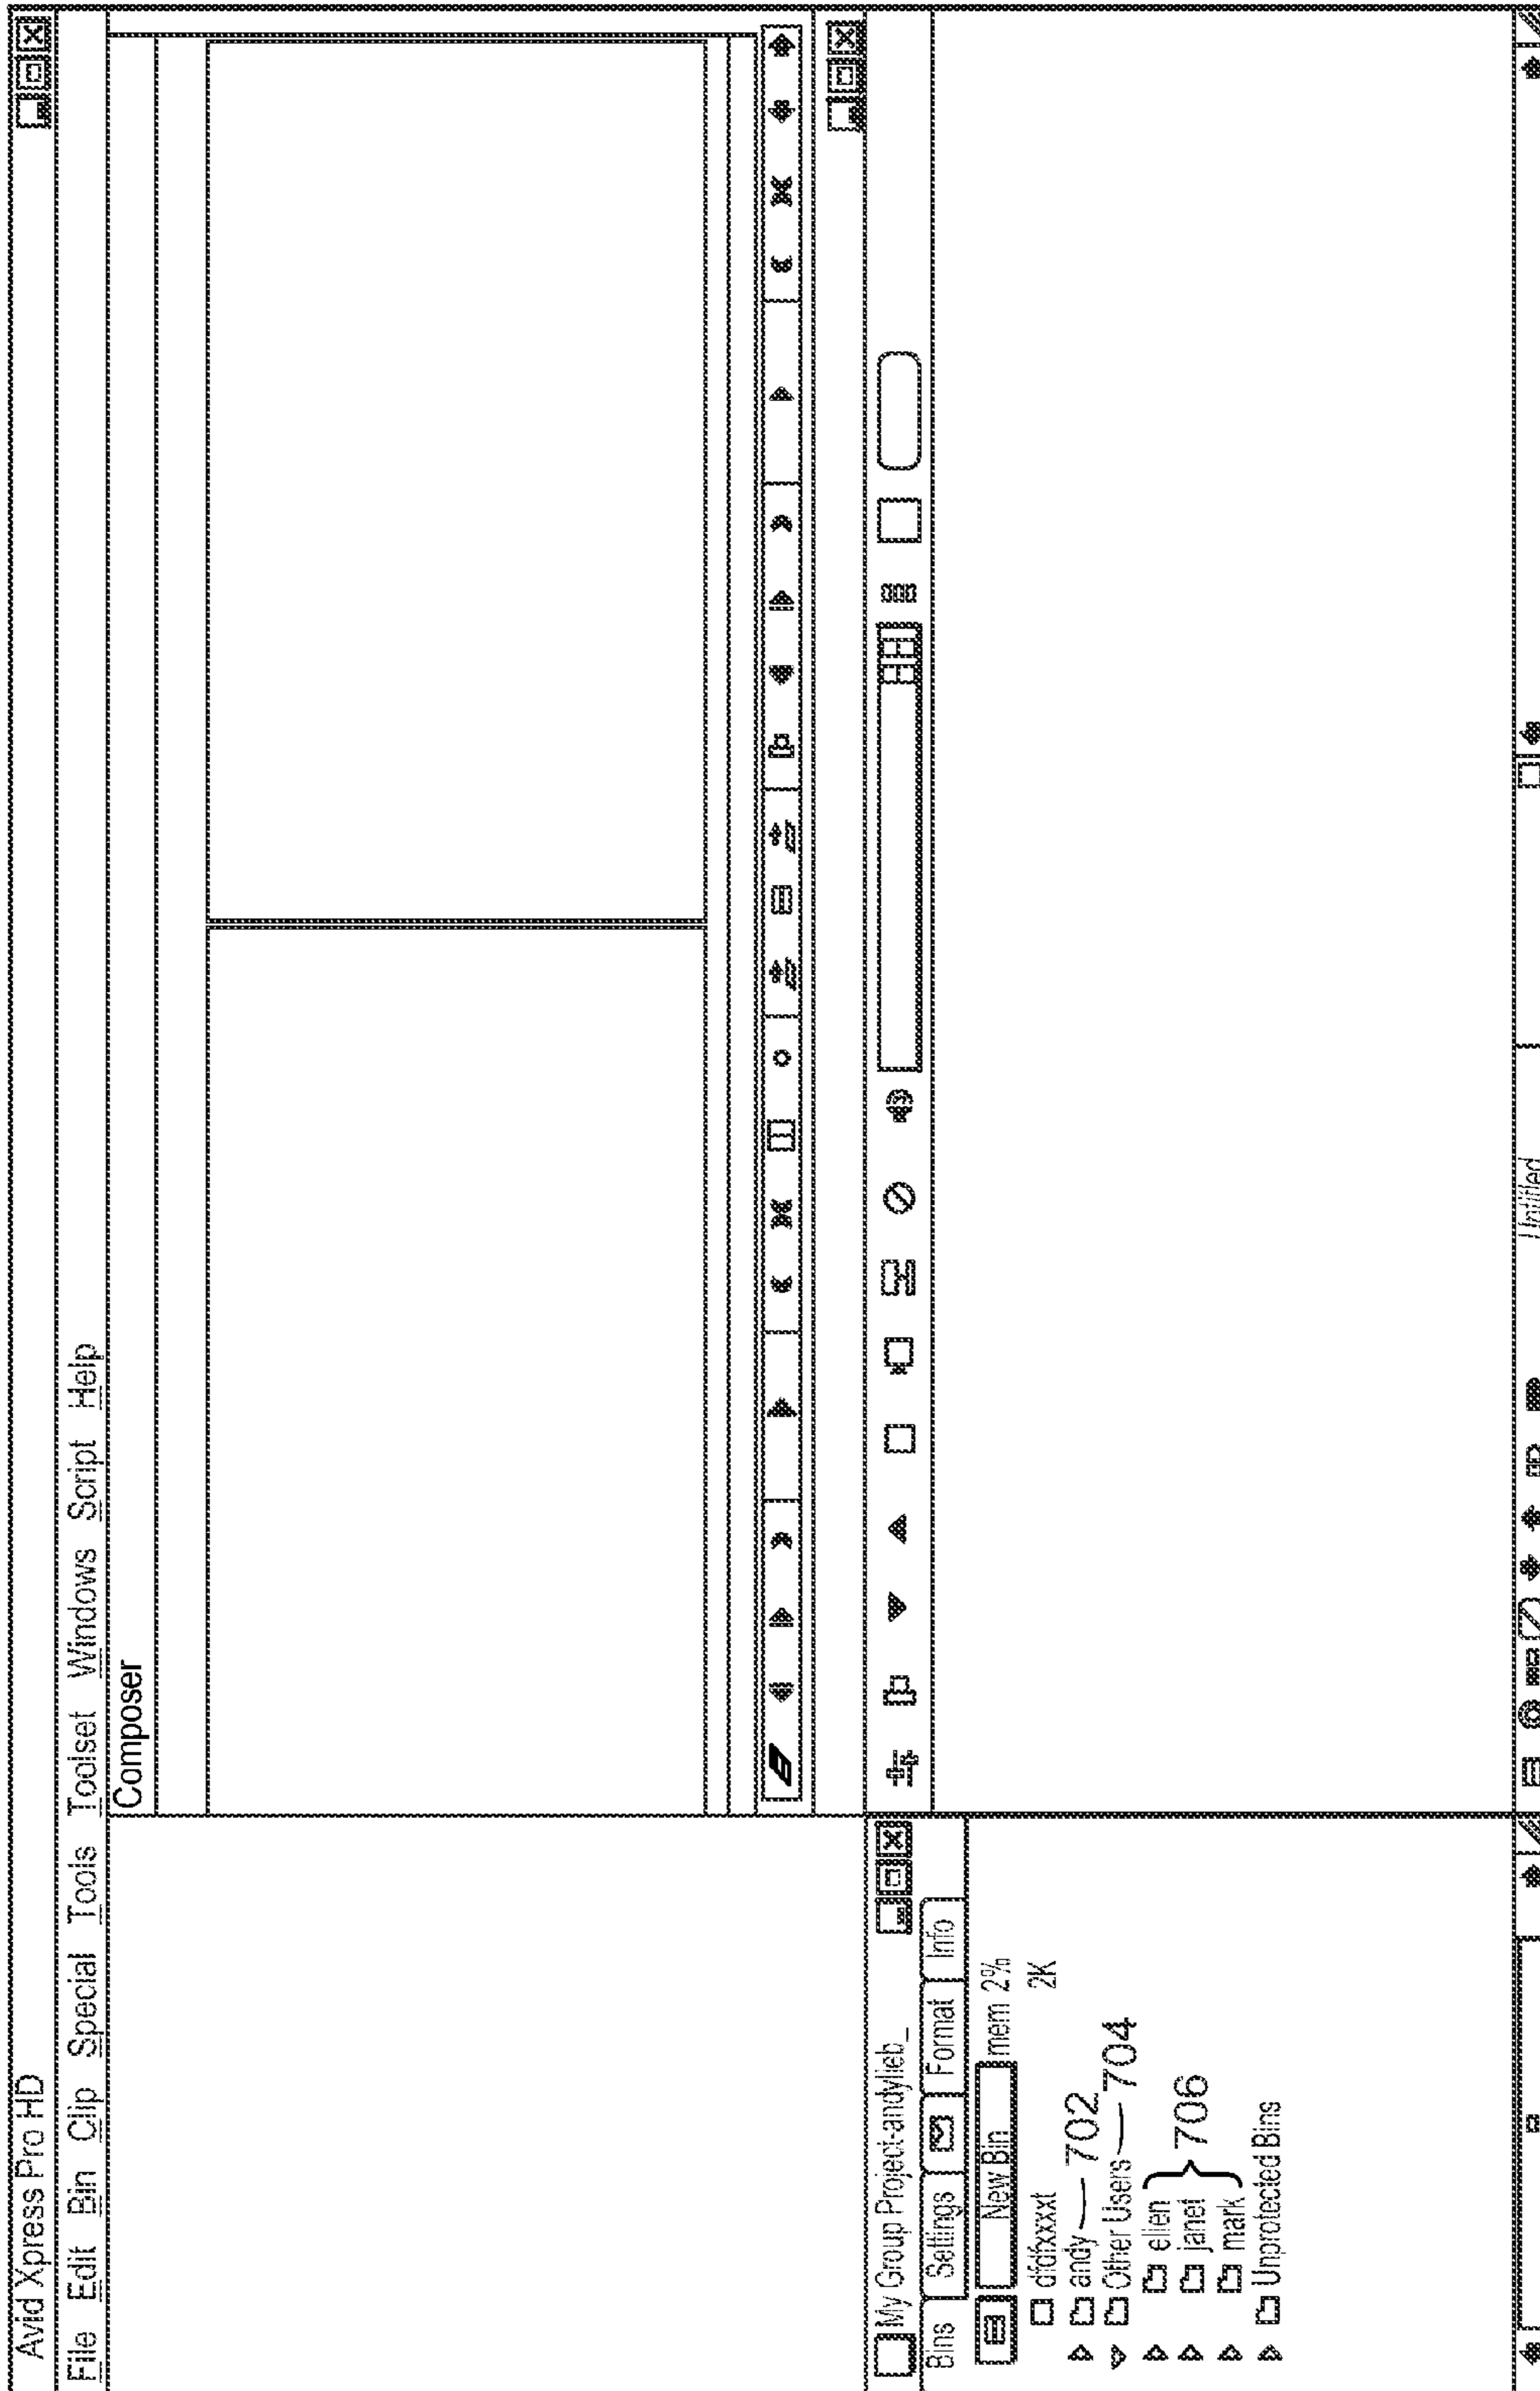 Avid Xpress Pro HD
File Edit Bin Clip Special Tools Toolset Windows Script Help
Composer
My Group Project-andylieb_
Bins Settings Format Info
New Bin mem 2%
dfdfxxxxt 2K
andy 702
Other Users 704
ellen
janet 706
mark
Unprotected Bins
Untitled